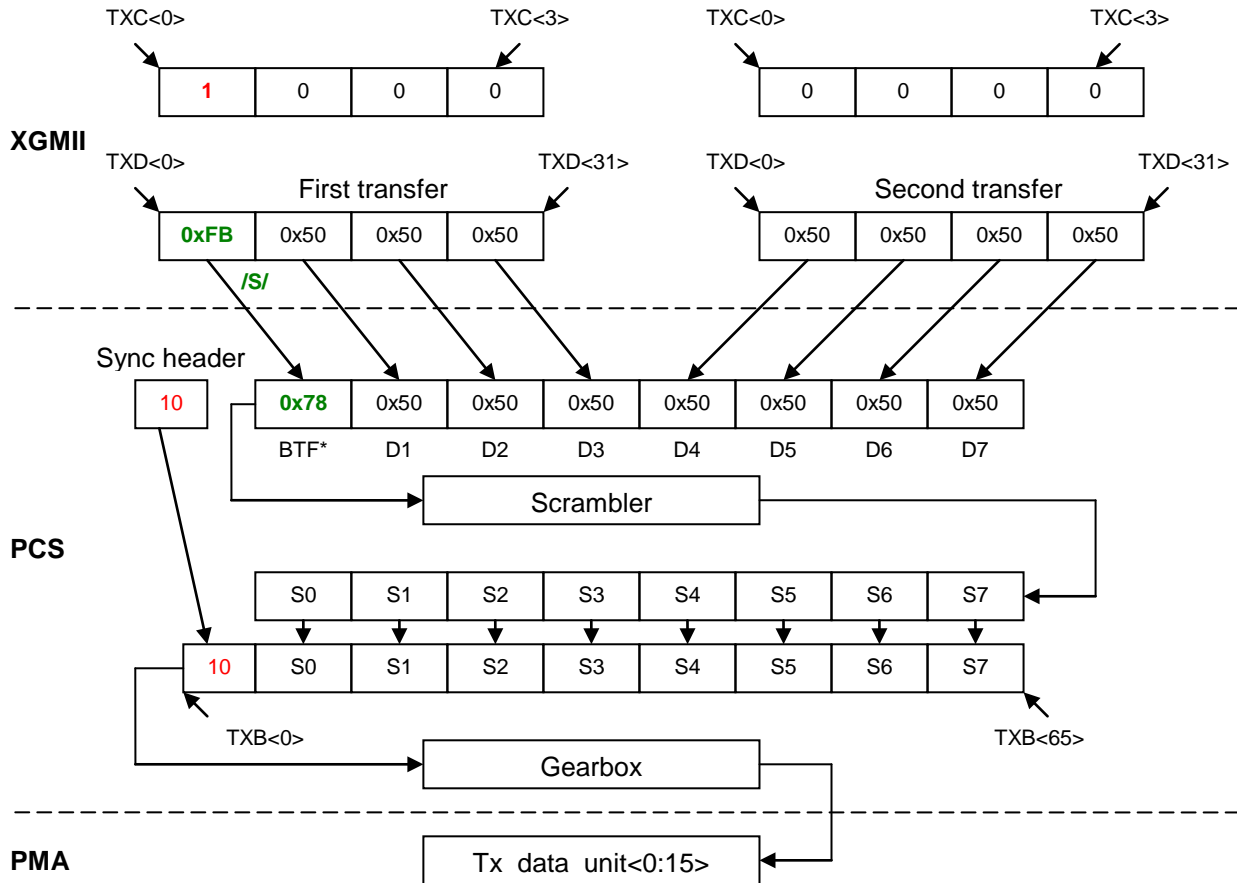 TXC<0> TXC<3> TXC<0> TXC<3>
1 0 0 0 0 0 0 0
XGMII
TXD<0> TXD<31> TXD<0> TXD<31>
First transfer Second transfer
0xFB 0x50 0x50 0x50 0x50 0x50 0x50 0x50
/S/
Sync header
10 0x78 0x50 0x50 0x50 0x50 0x50 0x50 0x50
BTF* D1 D2 D3 D4 D5 D6 D7
Scrambler
PCS
S0 S1 S2 S3 S4 S5 S6 S7
10 S0 S1 S2 S3 S4 S5 S6 S7
TXB<0> TXB<65>
Gearbox
PMA
Tx data unit<0:15>